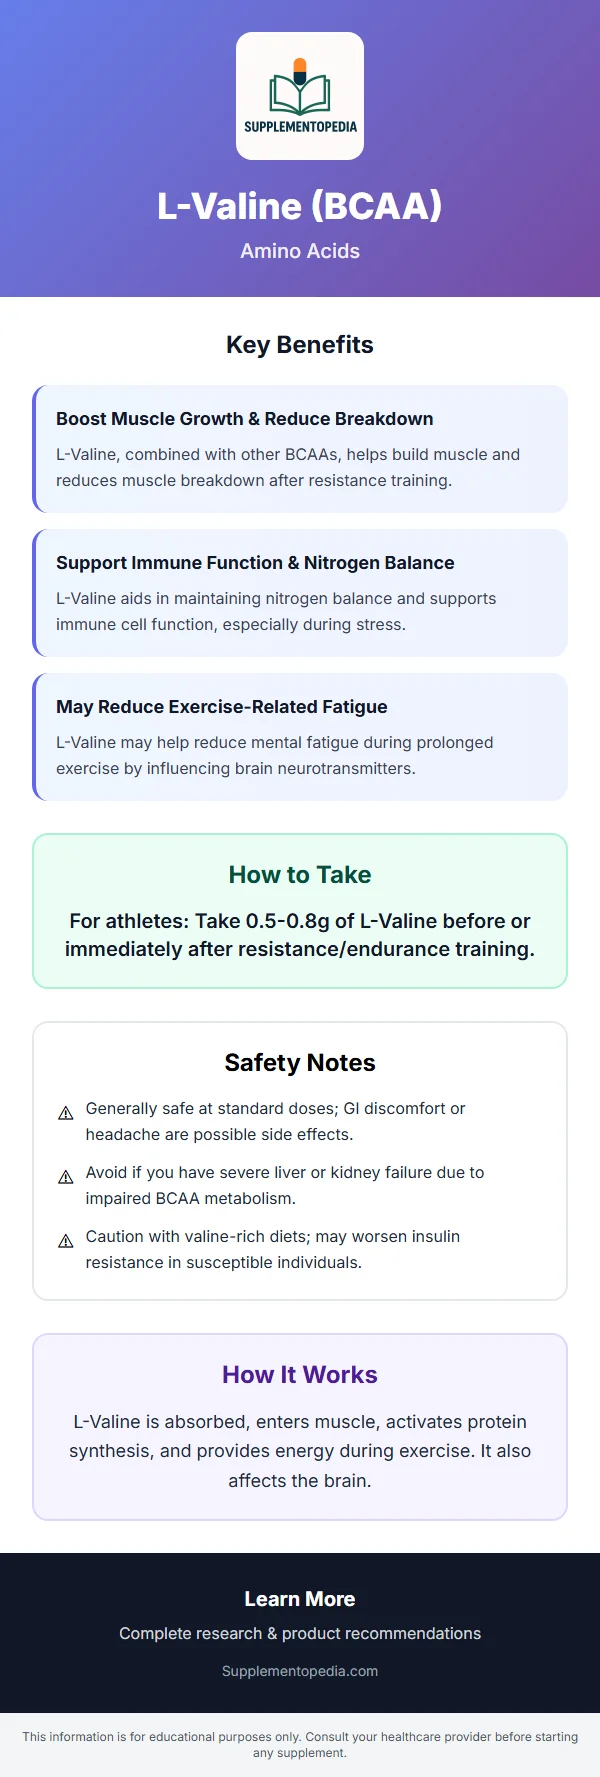 SUPPLEMENTOPEDIA
L-Valine (BCAA)
Amino Acids
Key Benefits
Boost Muscle Growth & Reduce Breakdown
L-Valine, combined with other BCAAs, helps build muscle and
reduces muscle breakdown after resistance training.
Support Immune Function & Nitrogen Balance
L-Valine aids in maintaining nitrogen balance and supports
immune cell function, especially during stress.
May Reduce Exercise-Related Fatigue
L-Valine may help reduce mental fatigue during prolonged
exercise by influencing brain neurotransmitters.
How to Take
For athletes: Take 0.5-0.8g of L-Valine before or
immediately after resistance/endurance training.
Safety Notes
Generally safe at standard doses; GI discomfort or
headache are possible side effects.
Avoid if you have severe liver or kidney failure due to
impaired BCAA metabolism.
Caution with valine-rich diets; may worsen insulin
resistance in susceptible individuals.
How It Works
L-Valine is absorbed, enters muscle, activates protein
synthesis, and provides energy during exercise. It also
affects the brain.
Learn More
Complete research & product recommendations
Supplementopedia.com
This information is for educational purposes only. Consult your healthcare provider before starting
any supplement.